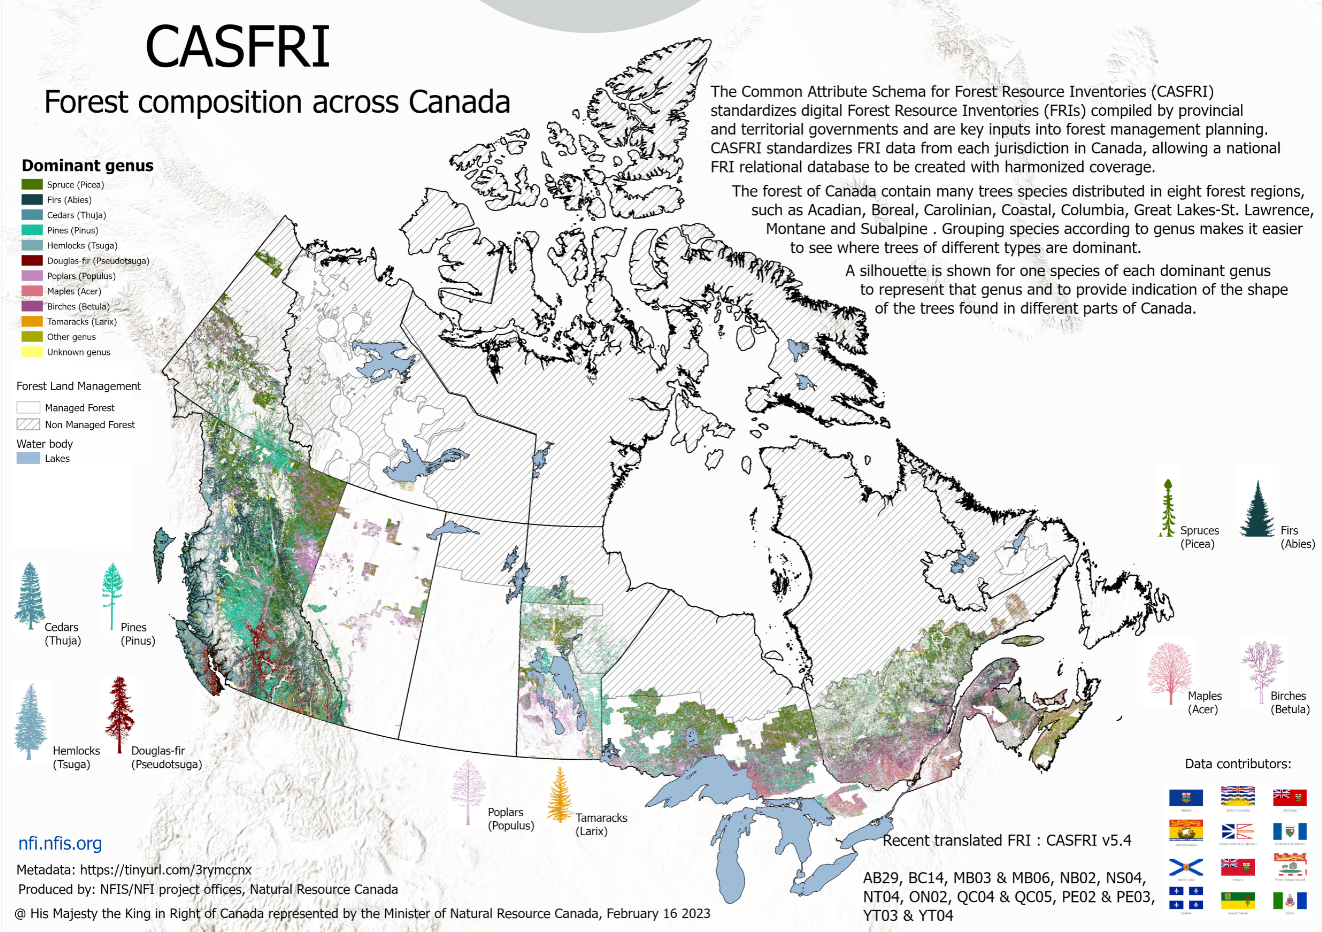 CASFRI
Forest composition across Canada
The Common Attribute Schema for Forest Resource Inventories (CASFRI)
standardizes digital Forest Resource Inventories (FRIs) compiled by provincial
and territorial governments and are key inputs into forest management planning.
CASFRI standardizes FRI data from each jurisdiction in Canada, allowing a national
FRI relational database to be created with harmonized coverage.
The forest of Canada contain many trees species distributed in eight forest regions,
such as Acadian, Boreal, Carolinian, Coastal, Columbia, Great Lakes-St. Lawrence,
Montane and Subalpine . Grouping species according to genus makes it easier
to see where trees of different types are dominant.
A silhouette is shown for one species of each dominant genus
to represent that genus and to provide indication of the shape
of the trees found in different parts of Canada.
Dominant genus
Spruce (Picea)
Firs (Abies)
Cedars (Thuja)
Pines (Pinus)
Hemlocks (Tsuga)
Douglas-fir (Pseudotsuga)
Poplars (Populus)
Maples (Acer)
Birches (Betula)
Tamaracks (Larix)
Other genus
Unknown genus
Forest Land Management
Managed Forest
Non Managed Forest
Water body
Lakes
Spruces
(Picea)
Firs
(Abies)
Cedars
(Thuja)
Pines
(Pinus)
Maples
(Acer)
Birches
(Betula)
Hemlocks
(Tsuga)
Douglas-fir
(Pseudotsuga)
Poplars
(Populus)
Tamaracks
(Larix)
Data contributors:
nfi.nfis.org
Metadata: https://tinyurl.com/3rymccnx
Produced by: NFIS/NFI project offices, Natural Resource Canada
@ His Majesty the King in Right of Canada represented by the Minister of Natural Resource Canada, February 16 2023
Recent translated FRI : CASFRI v5.4
AB29, BC14, MB03 & MB06, NB02, NS04,
NT04, ON02, QC04 & QC05, PE02 & PE03,
YT03 & YT04